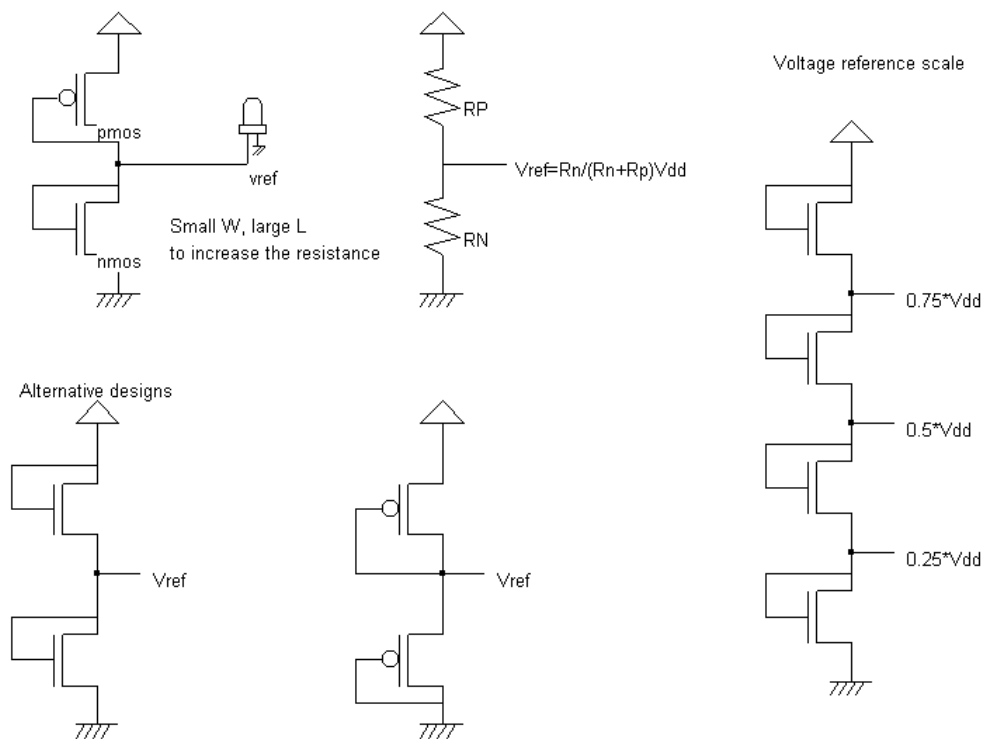 pmos
vref
nmos
Small W, large L
to increase the resistance
RP
Vref=Rn/(Rn+Rp)Vdd
RN
Voltage reference scale
0.75*Vdd
0.5*Vdd
0.25*Vdd
Alternative designs
Vref
Vref